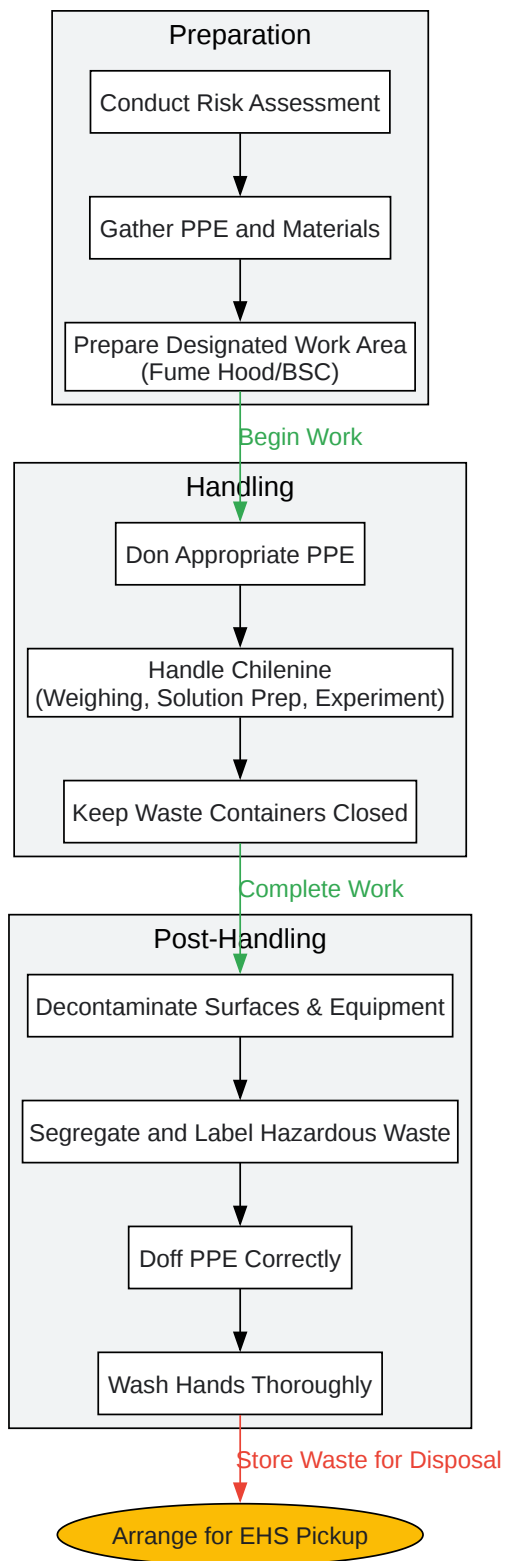 Preparation
Conduct Risk Assessment
Gather PPE and Materials
Prepare Designated Work Area
(Fume Hood/BSC)
Begin Work
Handling
Don Appropriate PPE
Handle Chilenine
(Weighing, Solution Prep, Experiment)
Keep Waste Containers Closed
Complete Work
Post-Handling
Decontaminate Surfaces & Equipment
Segregate and Label Hazardous Waste
Doff PPE Correctly
Wash Hands Thoroughly
Store Waste for Disposal
Arrange for EHS Pickup